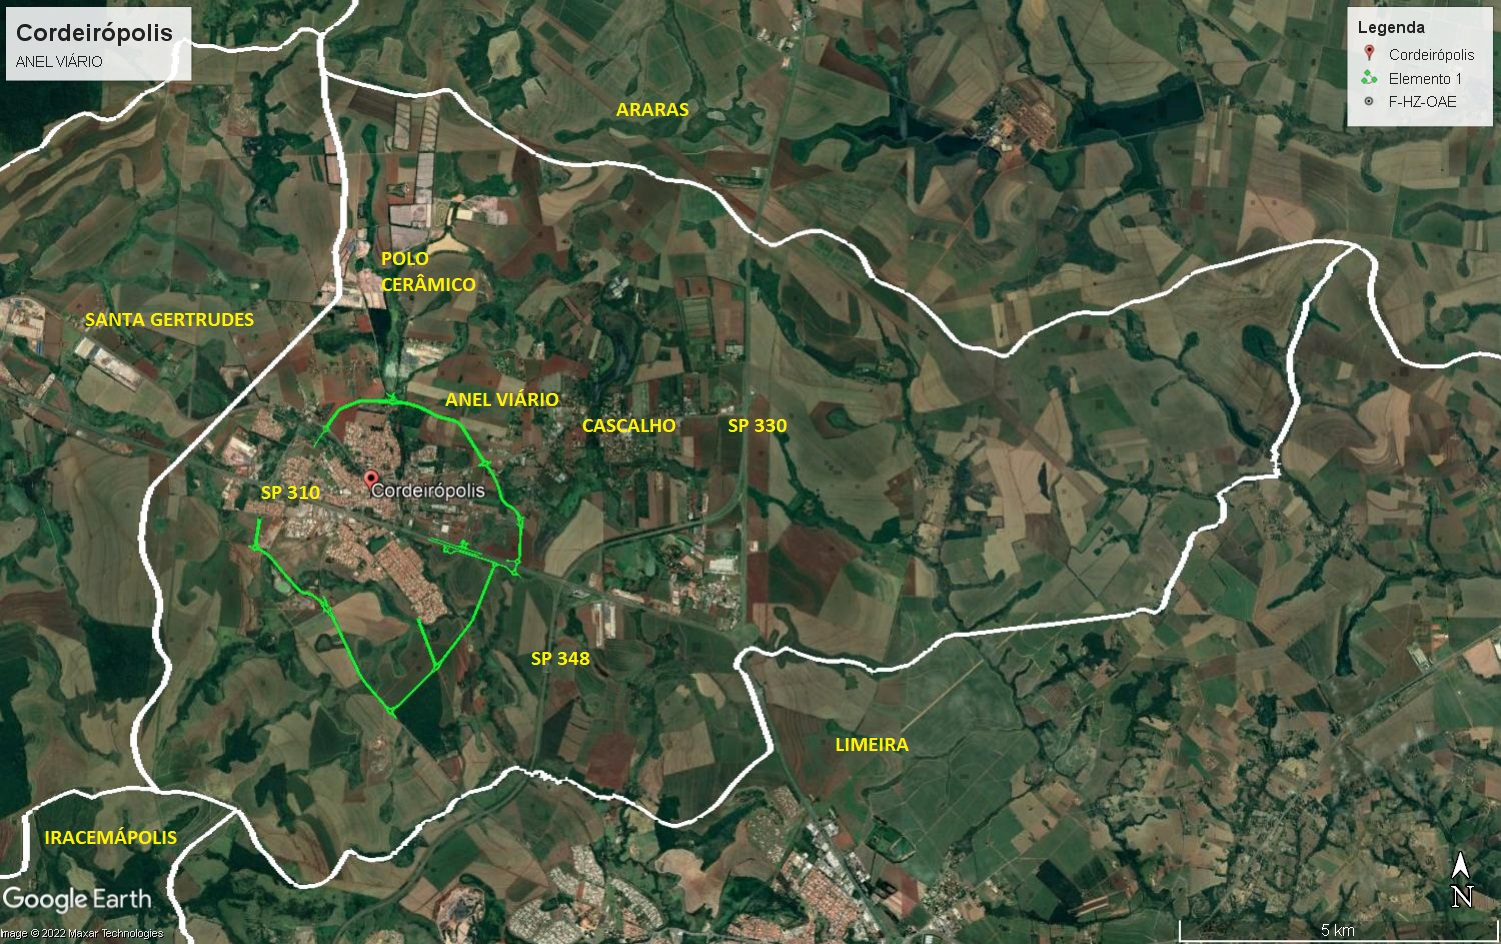 Cordeirópolis
ANEL VIÁRIO
Legenda
Cordeirópolis
Elemento 1
F-HZ-OAE
ARARAS
POLO
CERÂMICO
SANTA GERTRUDES
ANEL VIÁRIO
CASCALHO
SP 330
SP 310
Cordeirópolis
SP 348
LIMEIRA
IRACEMÁPOLIS
Google Earth
Image © 2022 Maxar Technologies
N
5 km